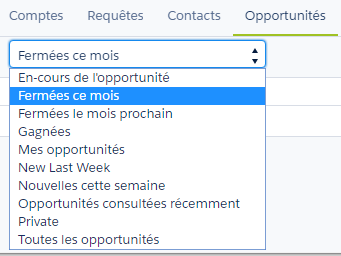 Comptes Requêtes Contacts Opportunités
Fermées ce mois
En-cours de l'opportunité
Fermées ce mois
Fermées le mois prochain
Gagnées
Mes opportunités
New Last Week
Nouvelles cette semaine
Opportunités consultées récemment
Private
Toutes les opportunités